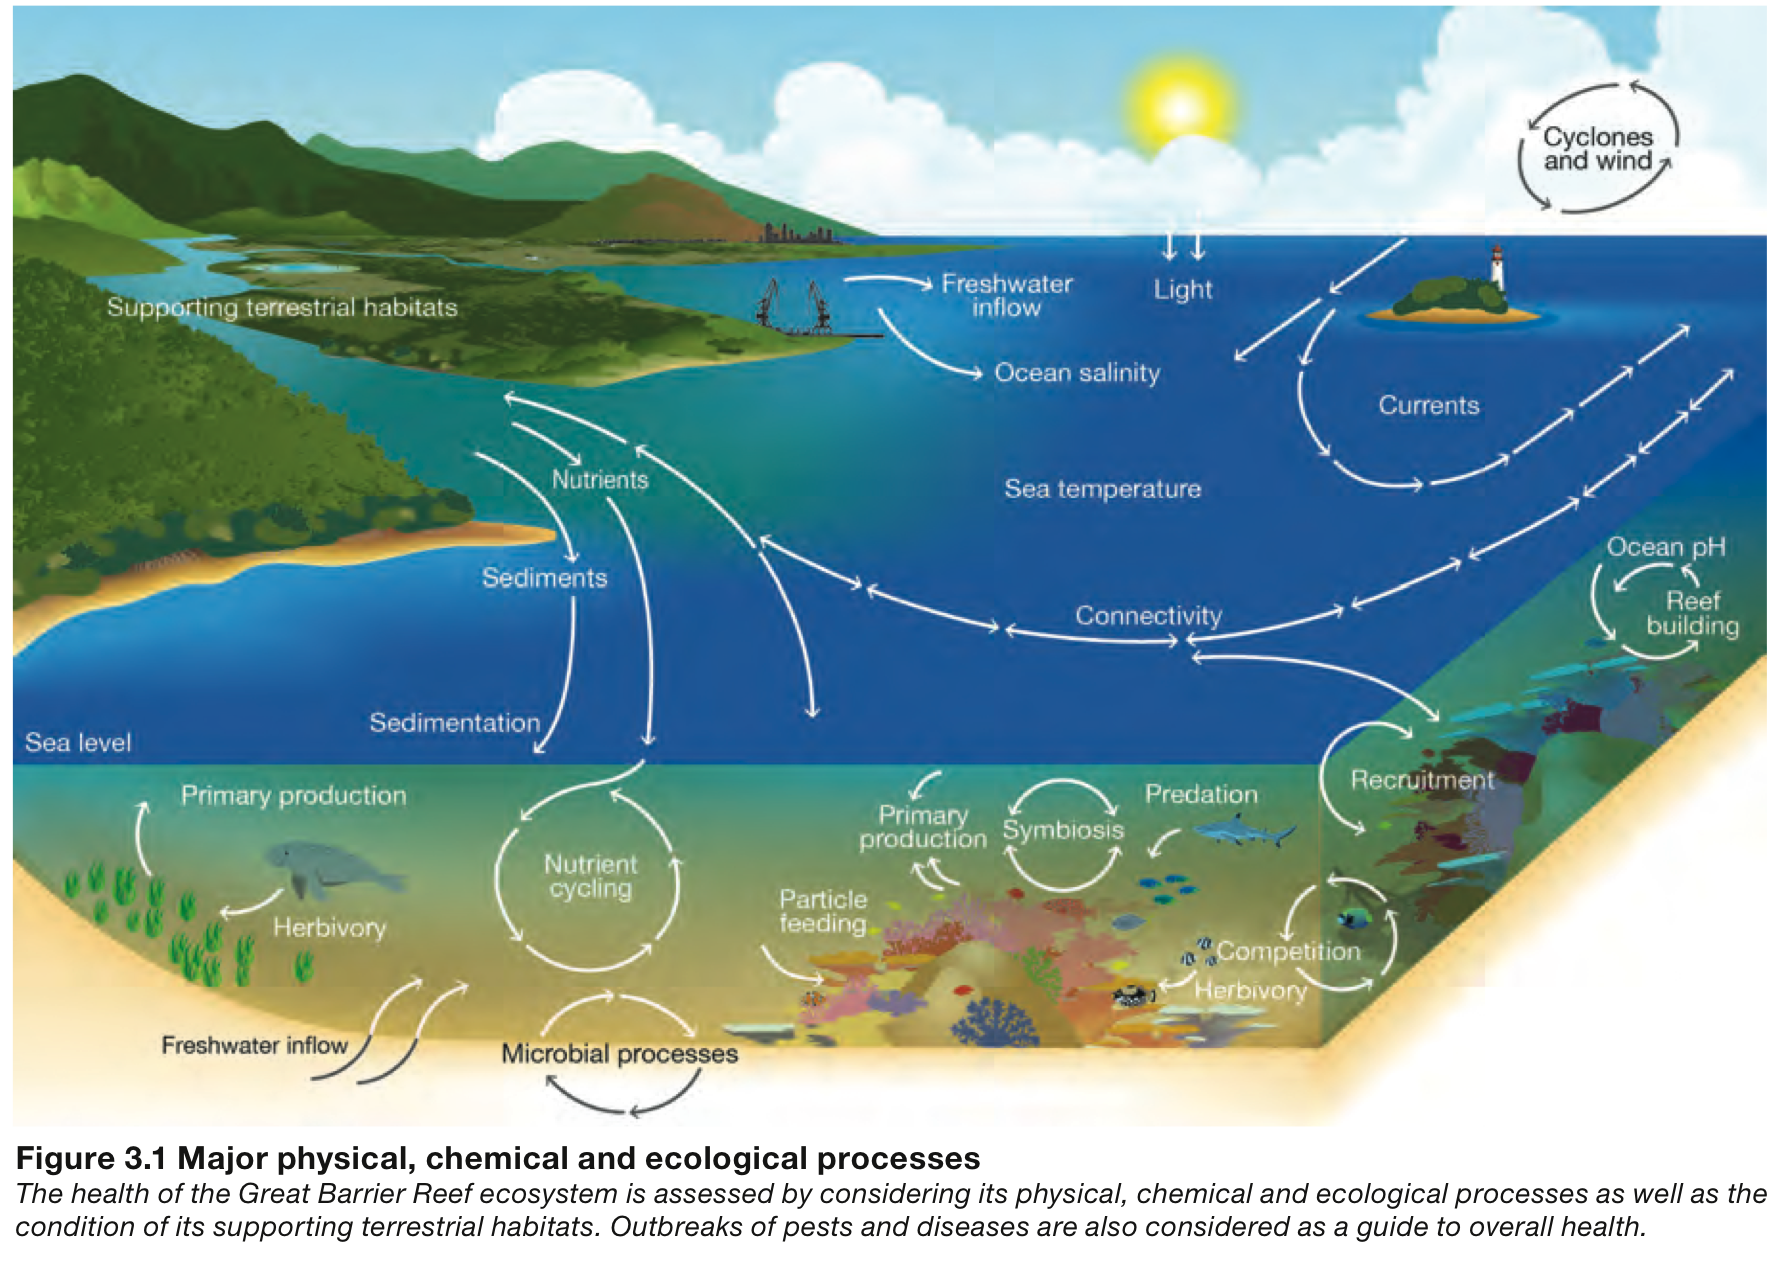 Cyclones
and wind
Freshwater
inflow
Light
Supporting terrestrial habitats
Ocean salinity
Currents
Nutrients
Sea temperature
Sediments
Ocean pH
Reef
building
Connectivity
Sedimentation
Sea level
Primary production
Primary
production
Symbiosis
Predation
Recruitment
Nutrient
cycling
Particle
feeding
Herbivory
Competition
Herbivory
Freshwater inflow
Microbial processes
Figure 3.1 Major physical, chemical and ecological processes
The health of the Great Barrier Reef ecosystem is assessed by considering its physical, chemical and ecological processes as well as the
condition of its supporting terrestrial habitats. Outbreaks of pests and diseases are also considered as a guide to overall health.